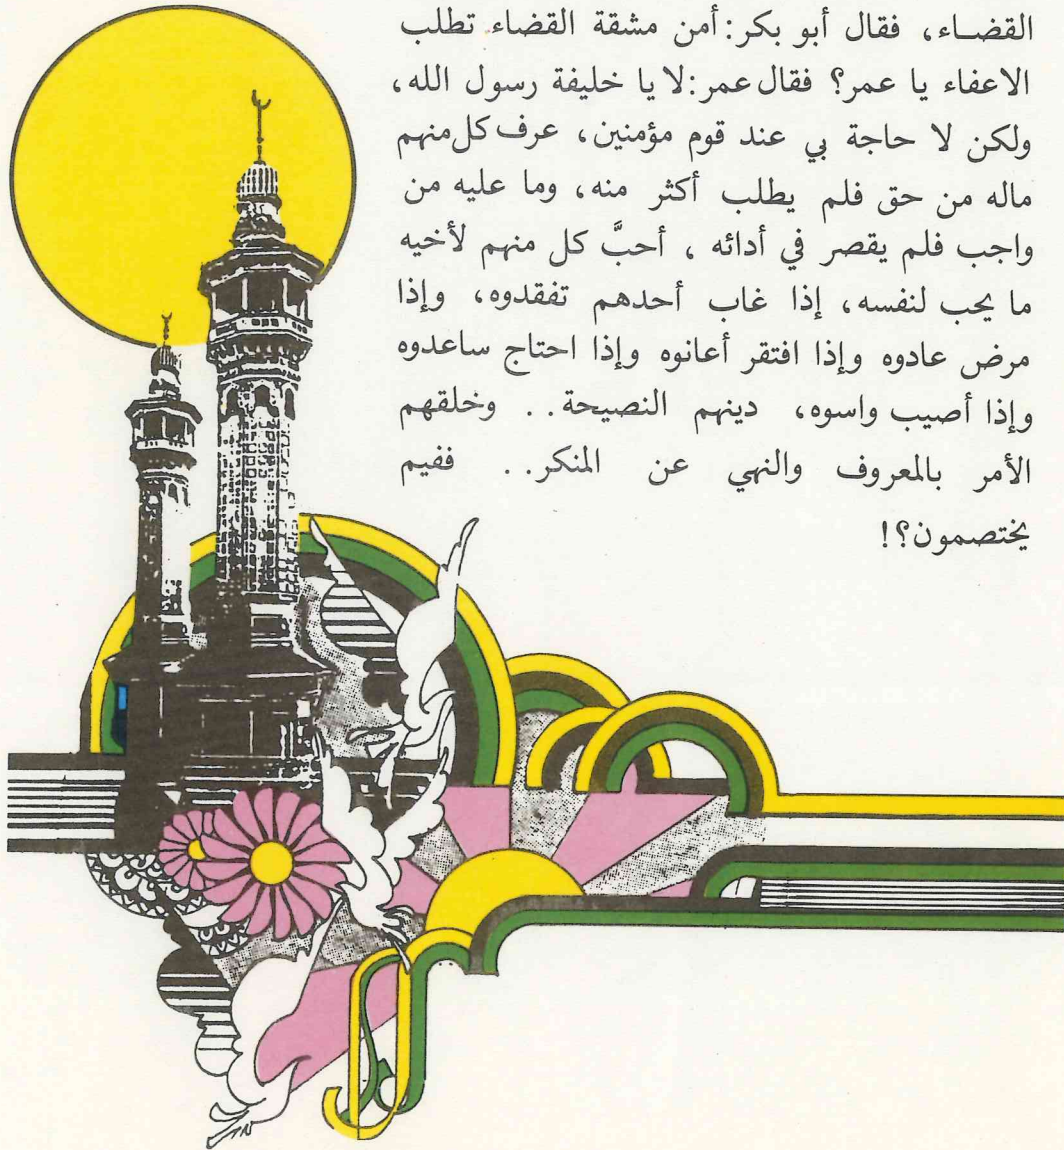 القضاء، فقال أبو بكر: أمن مشقة القضاء تطلب
الاعفاء يا عمر؟ فقال عمر: لا يا خليفة رسول الله،
ولكن لا حاجة بي عند قوم مؤمنين، عرف كل منهم
ماله من حق فلم يطلب أكثر منه، وما عليه من
واجب فلم يقصر في أدائه ، أحبَّ كل منهم لأخيه
ما يحب لنفسه، إذا غاب أحدهم تفقدوه، وإذا
مرض عادوه وإذا افتقر أعانوه وإذا احتاج ساعدوه
وإذا أصيب واسوه، دينهم النصيحة.. وخلقهم
الأمر بالمعروف والنهي عن المنكر.. ففيم
يختصمون؟!